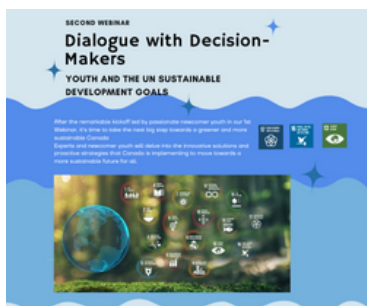 SECOND WEBINAR
Dialogue with Decision-
Makers
YOUTH AND THE UN SUSTAINABLE
DEVELOPMENT GOALS
After the remarkable kickoff led by passionate newcomer youth in our 1st
Webinar, it's time to take the next big step towards a greener and more
sustainable Canada.
Experts and newcomer youth will delve into the innovative solutions and
proactive strategies that Canada is implementing to move towards a
more sustainable future for all.